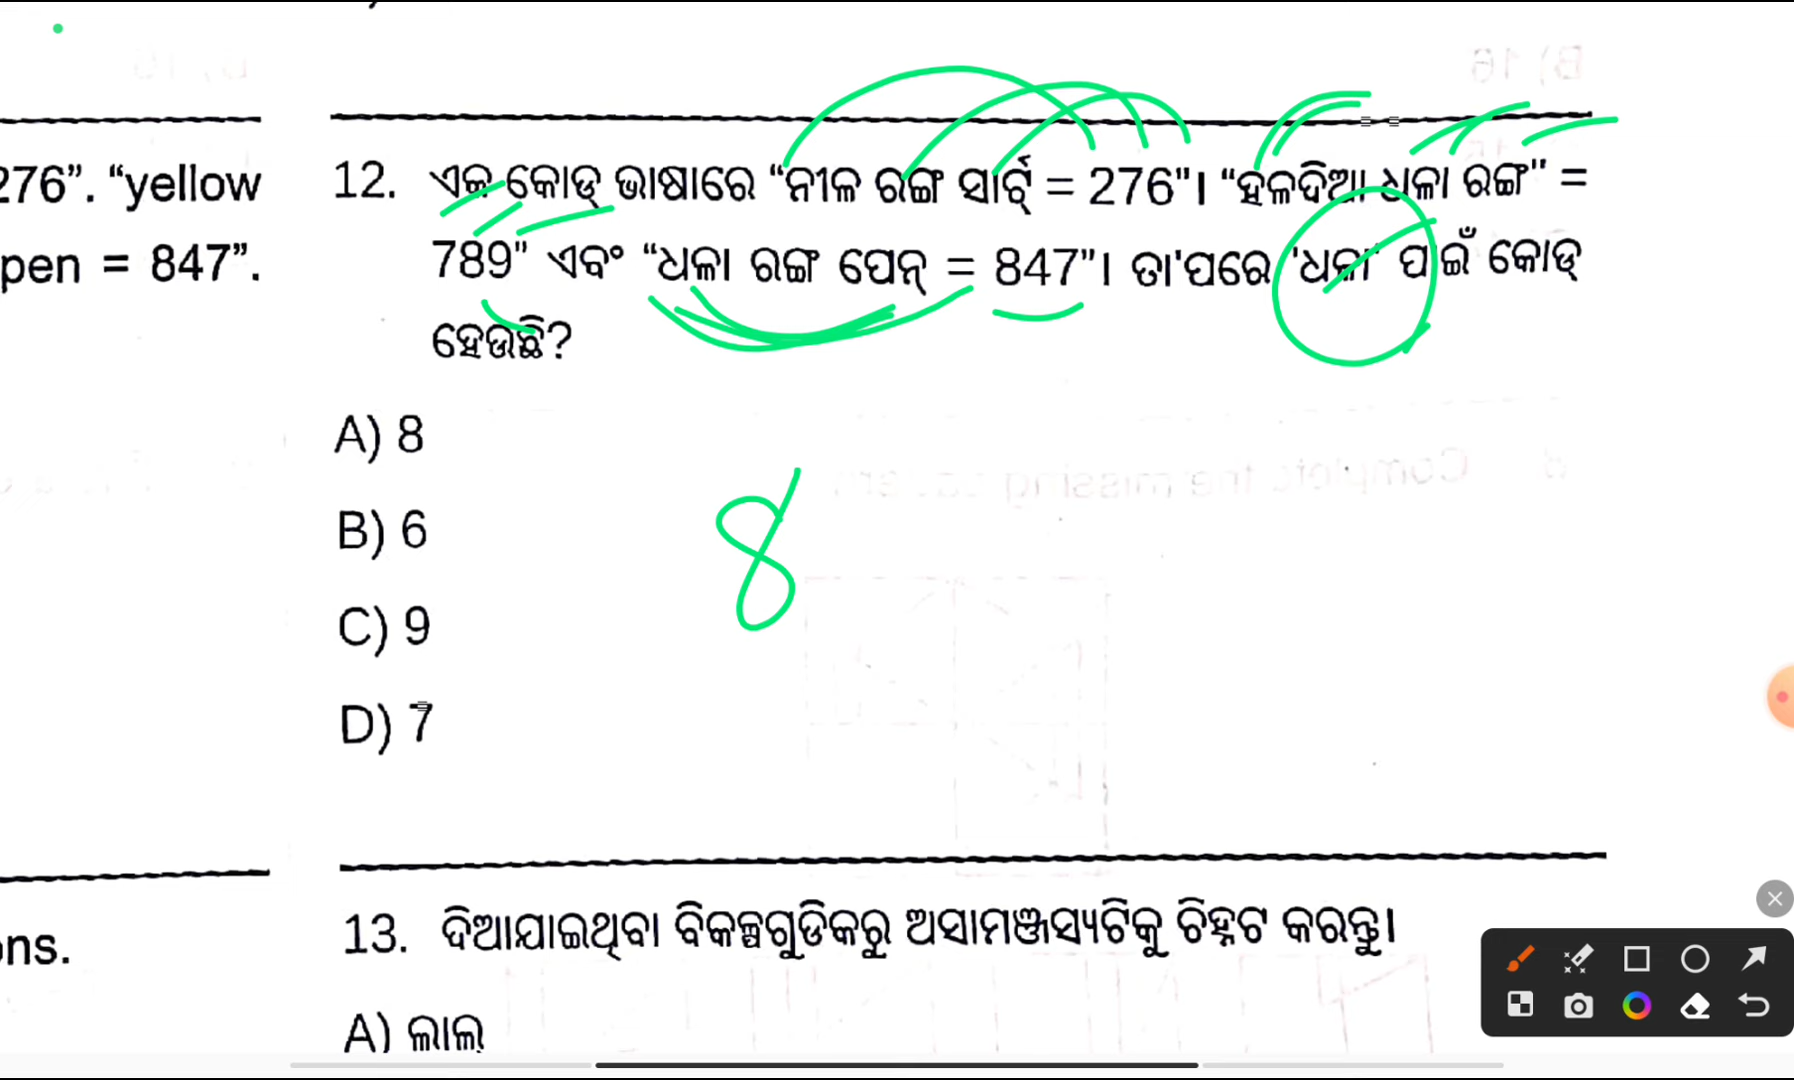 276”. “yellow
pen = 847”.
ons.
12. ଏକ କୋଡ୍ ଭାଷାରେ “ନୀଳ ରଙ୍ଗ ସାର୍ଟ୍ = 276”। “ହଳଦିଆ ଧଳା ରଙ୍ଗ” =
789” ଏବଂ “ଧଳା ରଙ୍ଗ ପେନ୍ = 847”। ତା'ପରେ 'ଧଳା' ପାଇଁ କୋଡ୍
ହେଉଛି?
A) 8
B) 6
C) 9
D) 7
8
13. ଦିଆଯାଇଥିବା ବିକଳ୍ପଗୁଡିକରୁ ଅସାମଞ୍ଜସ୍ୟଟିକୁ ଚିହ୍ନଟ କରନ୍ତୁ।
A) ଲାଲ୍